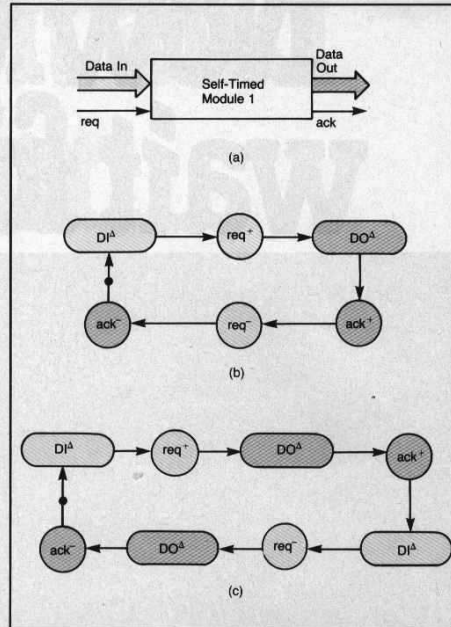 Data In
req
Self-Timed
Module 1
Data
Out
ack
(a)
DI^Δ
req⁺
DO^Δ
ack⁻
req⁻
ack⁺
(b)
DI^Δ
req⁺
DO^Δ
ack⁺
ack⁻
DO^Δ
req⁻
DI^Δ
(c)